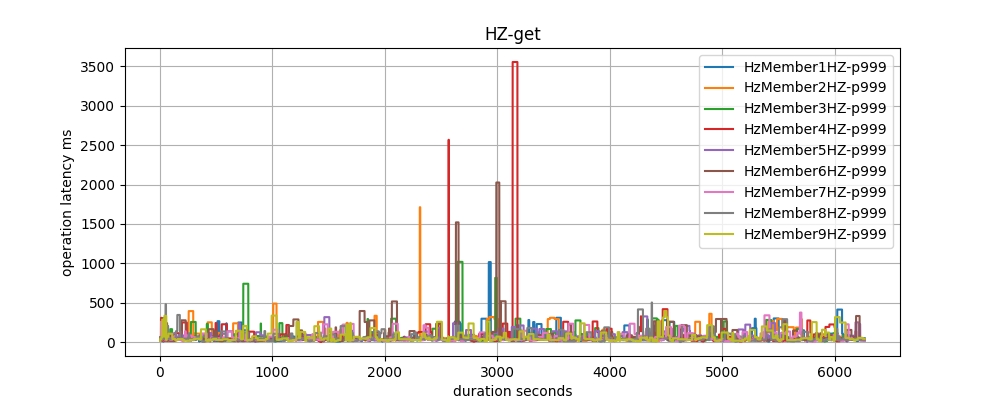 HZ-get
operation latency ms
3500
3000
2500
2000
1500
1000
500
0
0
1000
2000
3000
4000
5000
6000
duration seconds
HzMember1HZ-p999
HzMember2HZ-p999
HzMember3HZ-p999
HzMember4HZ-p999
HzMember5HZ-p999
HzMember6HZ-p999
HzMember7HZ-p999
HzMember8HZ-p999
HzMember9HZ-p999